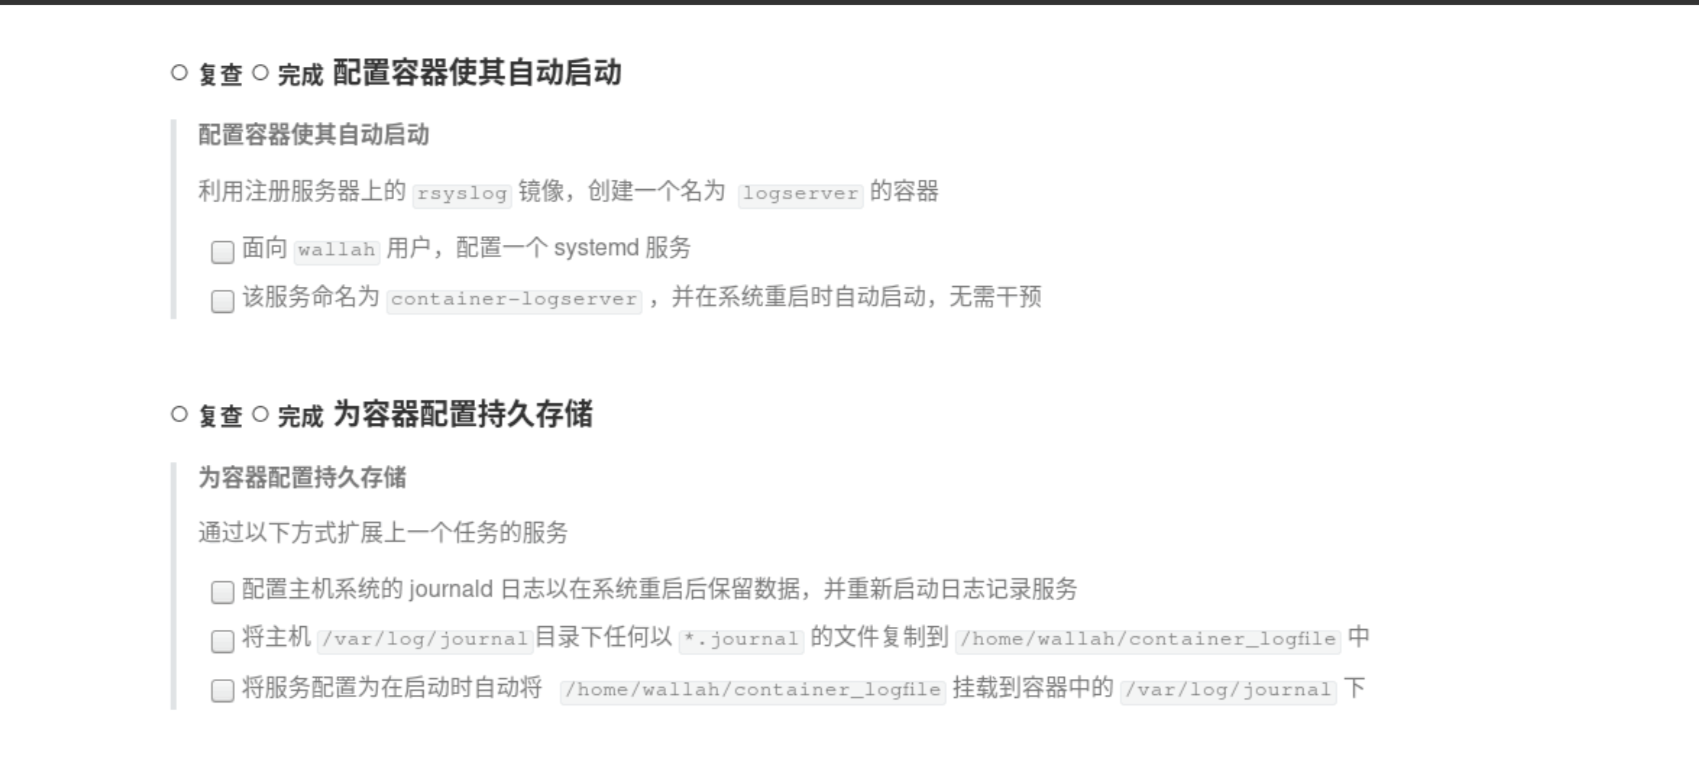 复查 完成 配置容器使其自动启动
配置容器使其自动启动
利用注册服务器上的 rsyslog 镜像，创建一个名为 logserver 的容器
面向 wallah 用户，配置一个 systemd 服务
该服务命名为 container-logserver ，并在系统重启时自动启动，无需干预
复查 完成 为容器配置持久存储
为容器配置持久存储
通过以下方式扩展上一个任务的服务
配置主机系统的 journald 日志以在系统重启后保留数据，并重新启动日志记录服务
将主机 /var/log/journal 目录下任何以 *.journal 的文件复制到 /home/wallah/container_logfile 中
将服务配置为在启动时自动将 /home/wallah/container_logfile 挂载到容器中的 /var/log/journal 下